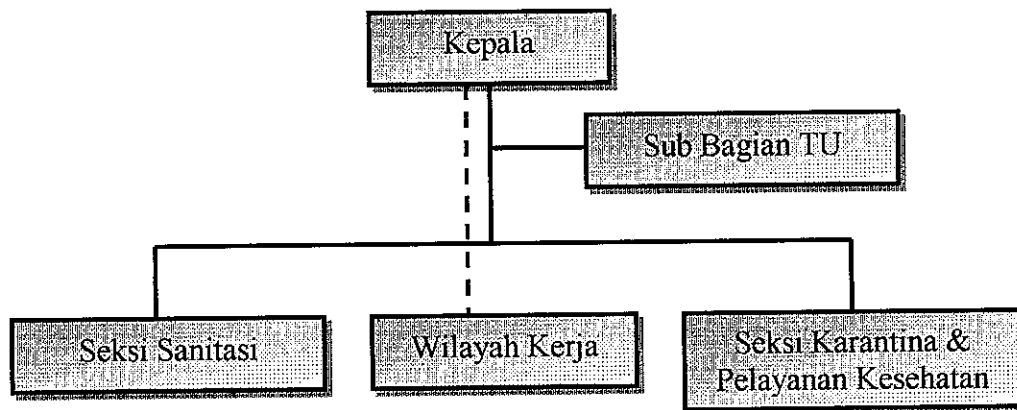 Kepala
Sub Bagian TU
Seksi Sanitasi
Wilayah Kerja
Seksi Karantina &
Pelayanan Kesehatan